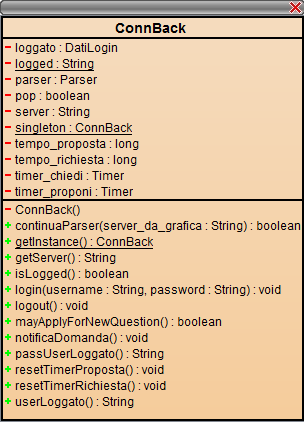 ConnBack
- loggato : DatiLogin
- logged : String
- parser : Parser
- pop : boolean
- server : String
- singleton : ConnBack
- tempo_proposta : long
- tempo_richiesta : long
- timer_chiedi : Timer
- timer_proponi : Timer
- ConnBack()
+ continuaParser(server_da_grafica : String) : boolean
+ getInstance() : ConnBack
+ getServer() : String
+ isLogged() : boolean
+ login(username : String, password : String) : void
+ logout() : void
+ mayApplyForNewQuestion() : boolean
+ notificaDomanda() : void
+ passUserLoggato() : String
+ resetTimerProposta() : void
+ resetTimerRichiesta() : void
+ userLoggato() : String